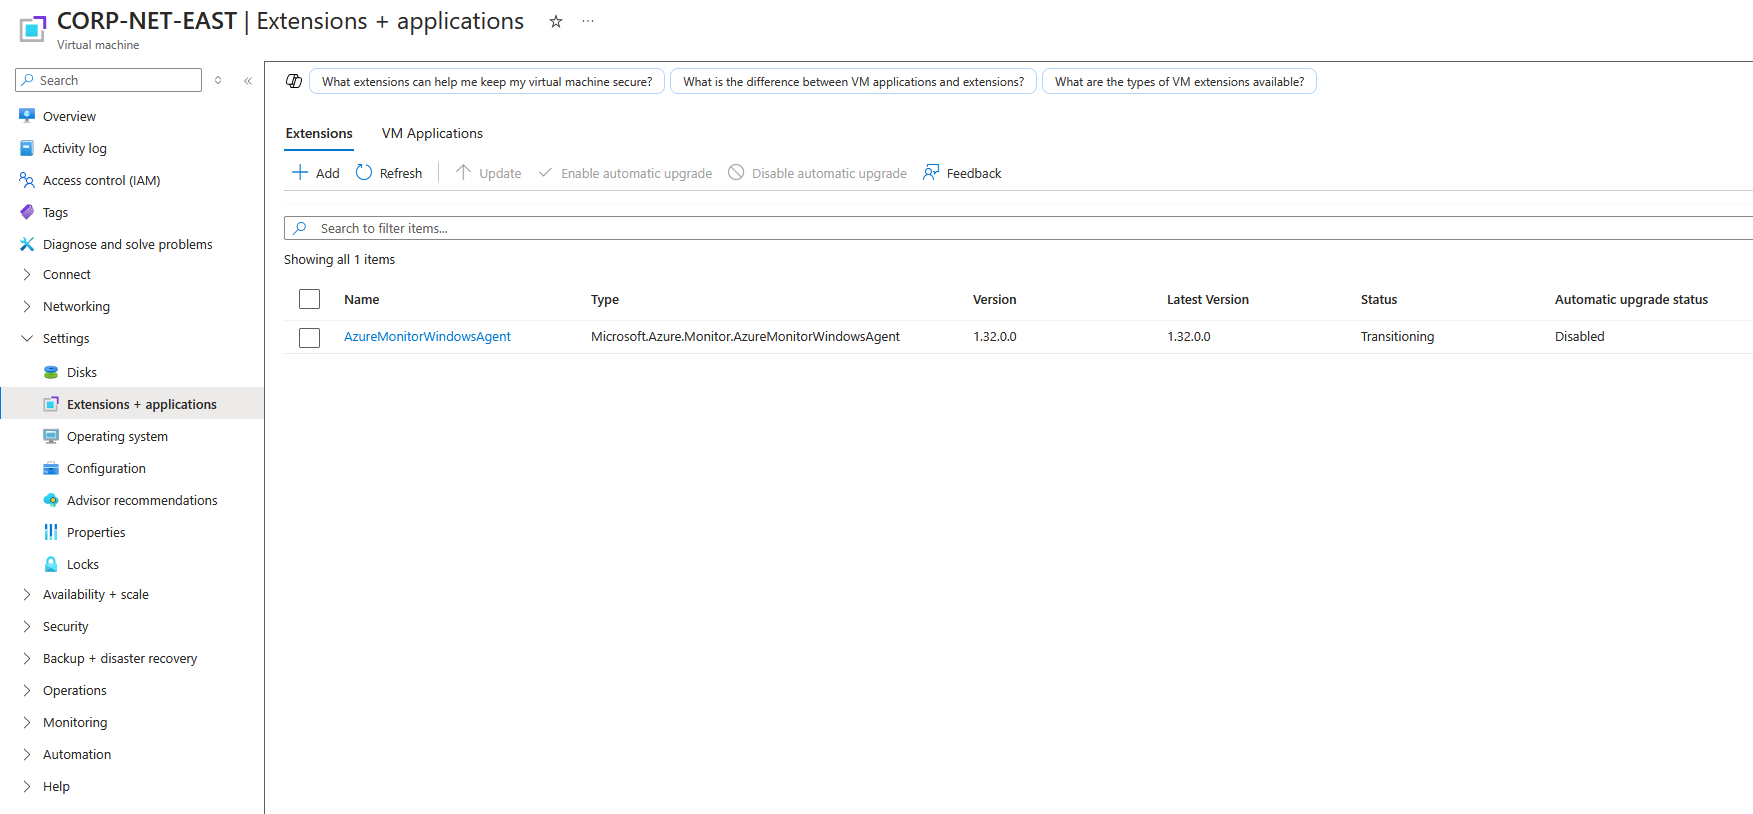 CORP-NET-EAST | Extensions + applications
Virtual machine
Search
Overview
Activity log
Access control (IAM)
Tags
Diagnose and solve problems
Connect
Networking
Settings
Disks
Extensions + applications
Operating system
Configuration
Advisor recommendations
Properties
Locks
Availability + scale
Security
Backup + disaster recovery
Operations
Monitoring
Automation
Help
What extensions can help me keep my virtual machine secure? What is the difference between VM applications and extensions? What are the types of VM extensions available?
Extensions VM Applications
Add Refresh Update Enable automatic upgrade Disable automatic upgrade Feedback
Search to filter items...
Showing all 1 items
Name Type Version Latest Version Status Automatic upgrade status
AzureMonitorWindowsAgent Microsoft.Azure.Monitor.AzureMonitorWindowsAgent 1.32.0.0 1.32.0.0 Transitioning Disabled